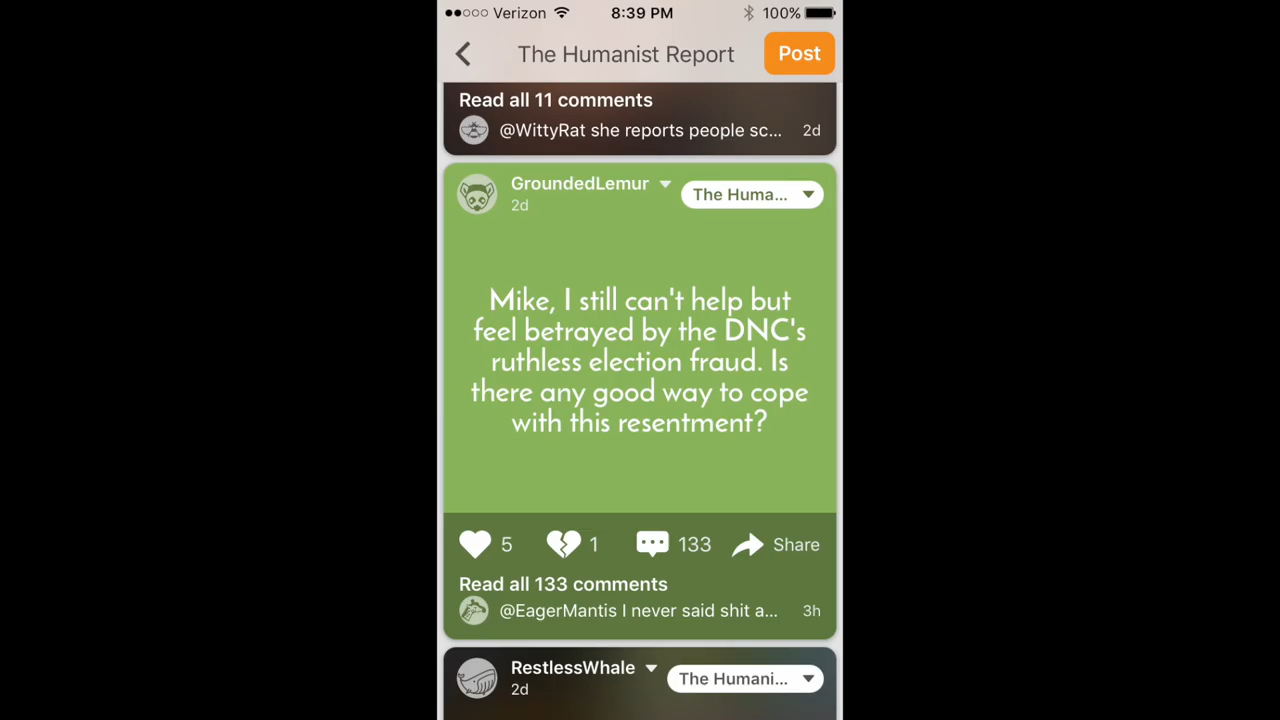 Verizon 8:39 PM 100%
The Humanist Report Post
Read all 11 comments
@WittyRat she reports people sc... 2d
GroundedLemur The Huma...
2d
Mike, I still can't help but
feel betrayed by the DNC's
ruthless election fraud. Is
there any good way to cope
with this resentment?
5 1 133 Share
Read all 133 comments
@EagerMantis I never said shit a... 3h
RestlessWhale The Humani...
2d